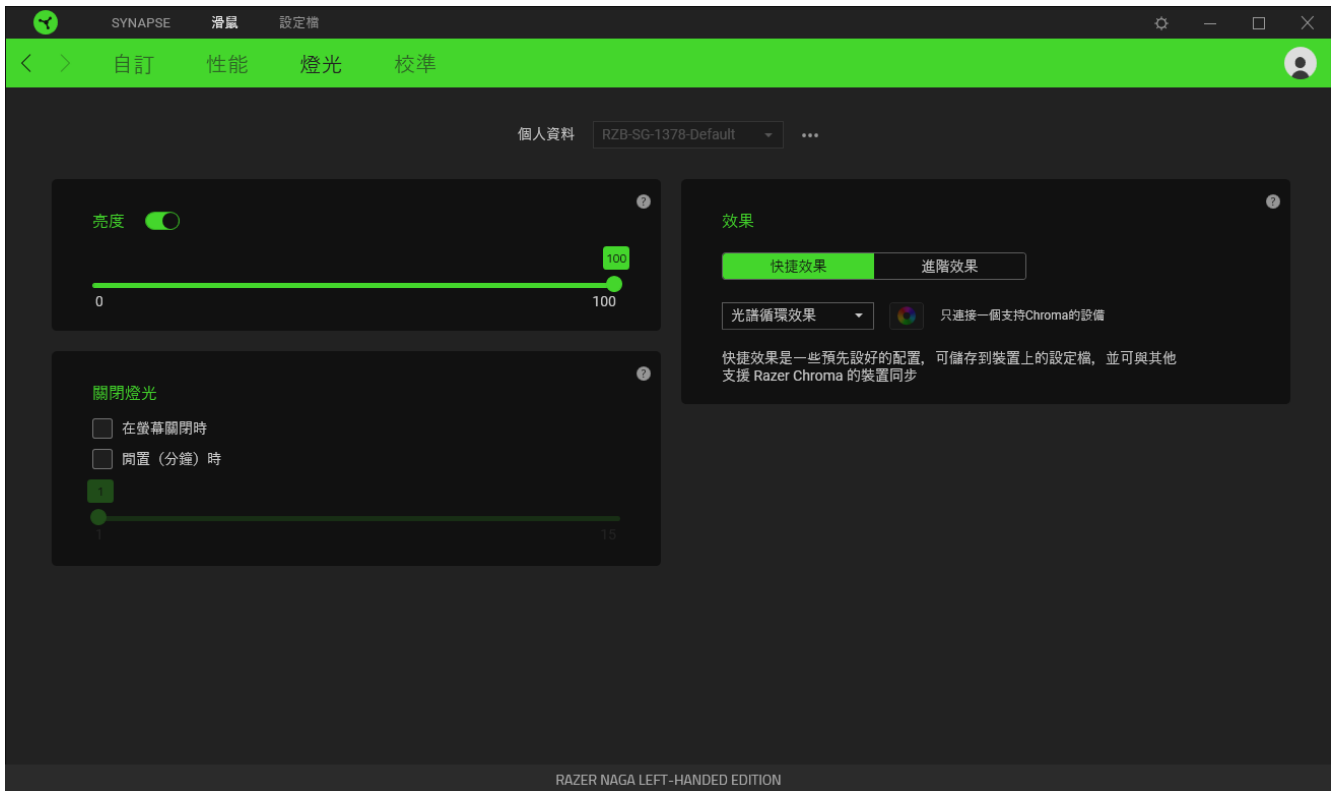 SYNAPSE 滑鼠 設定檔
自訂 性能 燈光 校準
個人資料 RZB-SG-1378-Default
亮度
100
0 100
關閉燈光
在螢幕關閉時
閒置（分鐘）時
1
1 15
效果
快捷效果 進階效果
光譜循環效果 只連接一個支持Chroma的設備
快捷效果是一些預先設好的配置，可儲存到裝置上的設定檔，並可與其他
支援 Razer Chroma 的裝置同步
RAZER NAGA LEFT-HANDED EDITION